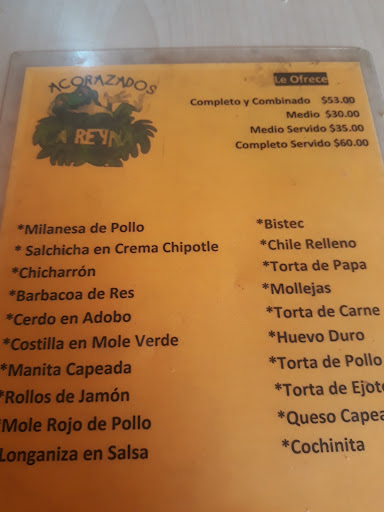 ACORAZADOS
LA REYNA
Le Ofrece
Completo y Combinado $53.00
Medio $30.00
Medio Servido $35.00
Completo Servido $60.00
*Milanesa de Pollo
* Salchicha en Crema Chipotle
*Chicharrón
*Barbacoa de Res
*Cerdo en Adobo
*Costilla en Mole Verde
*Manita Capeada
*Rollos de Jamón
*Mole Rojo de Pollo
Longaniza en Salsa
*Bistec
*Chile Relleno
*Torta de Papa
*Mollejas
*Torta de Carne
*Huevo Duro
*Torta de Pollo
*Torta de Ejote
*Queso Capea
*Cochinita